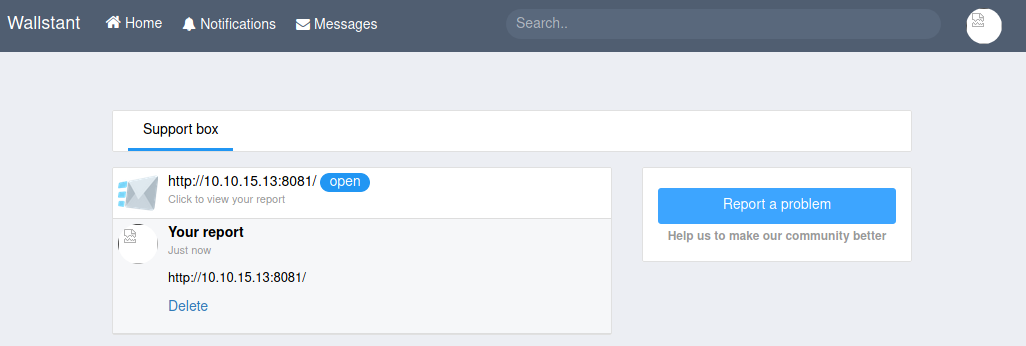 Wallstant Home Notifications Messages Search..
Support box
http://10.10.15.13:8081/ open
Click to view your report
Your report
Just now
http://10.10.15.13:8081/
Delete
Report a problem
Help us to make our community better